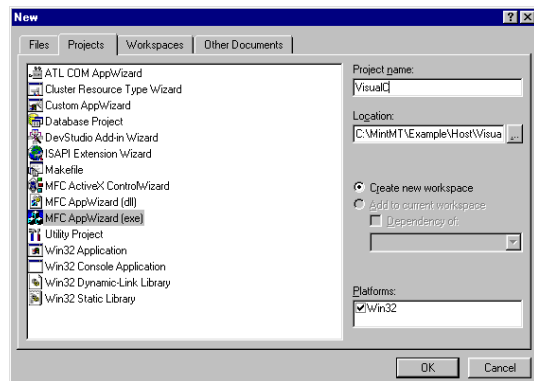 New
Files Projects Workspaces Other Documents
ATL COM AppWizard
Cluster Resource Type Wizard
Custom AppWizard
Database Project
DevStudio Add-in Wizard
ISAPI Extension Wizard
Makefile
MFC ActiveX ControlWizard
MFC AppWizard (dll)
MFC AppWizard (exe)
Utility Project
Win32 Application
Win32 Console Application
Win32 Dynamic-Link Library
Win32 Static Library
Project name:
VisualC
Location:
C:\MintMT\Example\Host\Visua
...
Create new workspace
Add to current workspace
Dependency of:
Platforms:
Win32
OK Cancel